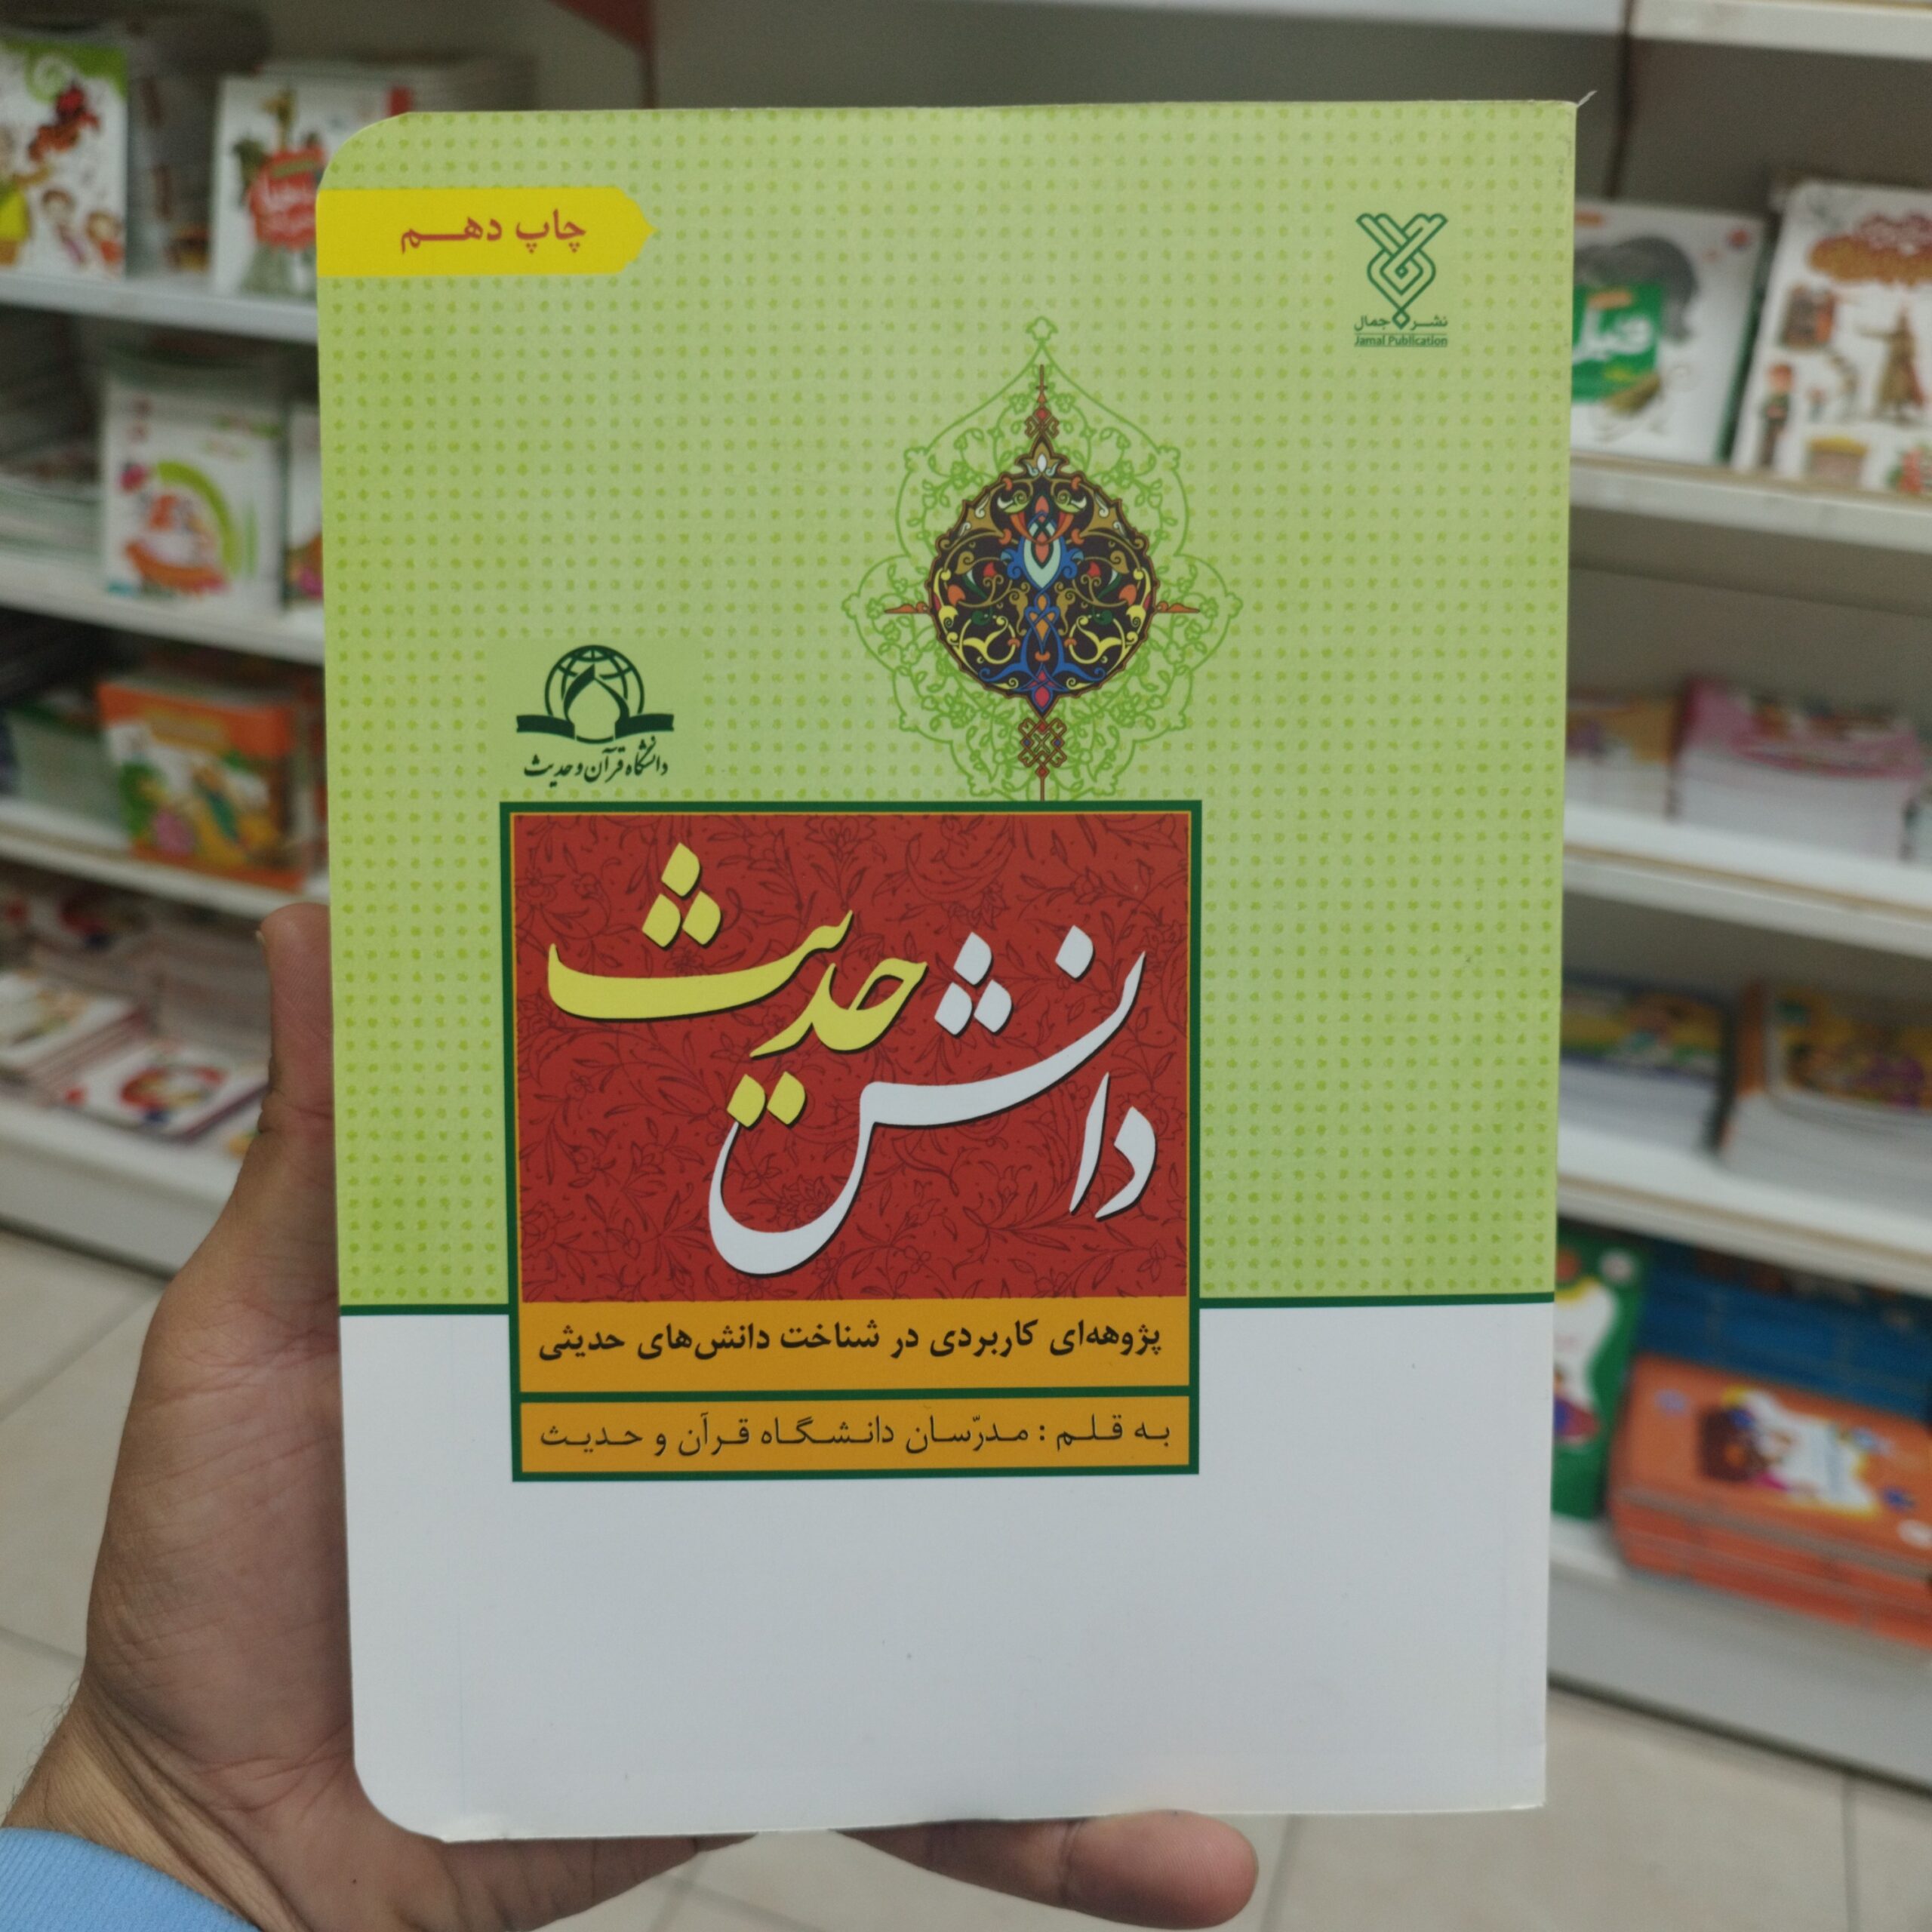 چاپ دهم
نشر جمال
Jamal Publication
دانشگاه قرآن و حدیث
دانش حدیث
پژوهه‌ای کاربردی در شناخت دانش‌های حدیثی
به قلم : مدرّسان دانشگاه قرآن و حدیث
فیل